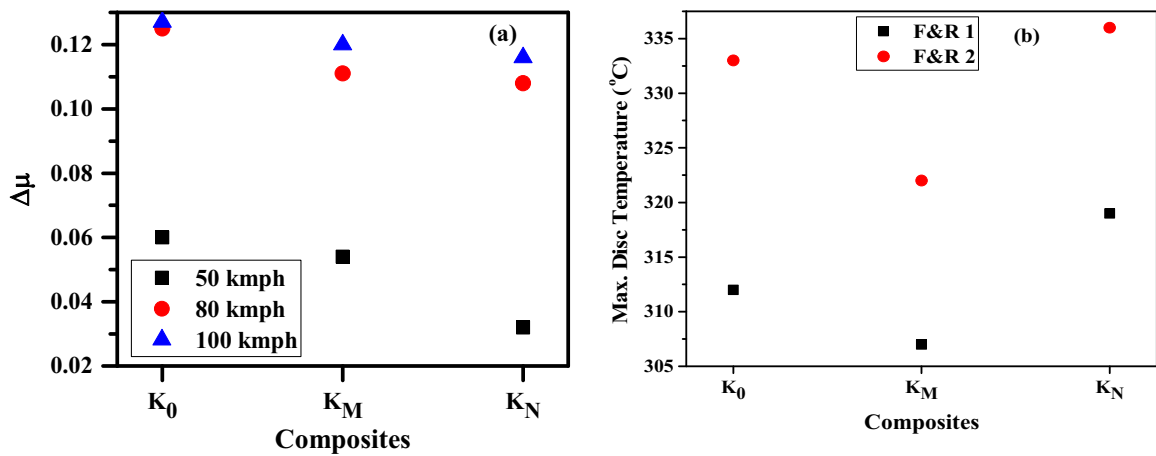 (a)
Δμ
0.12
0.10
0.08
0.06
0.04
0.02
50 kmph
80 kmph
100 kmph
K0
KM
KN
Composites
(b)
F&R 1
F&R 2
Max. Disc Temperature (°C)
335
330
325
320
315
310
305
K0
KM
KN
Composites